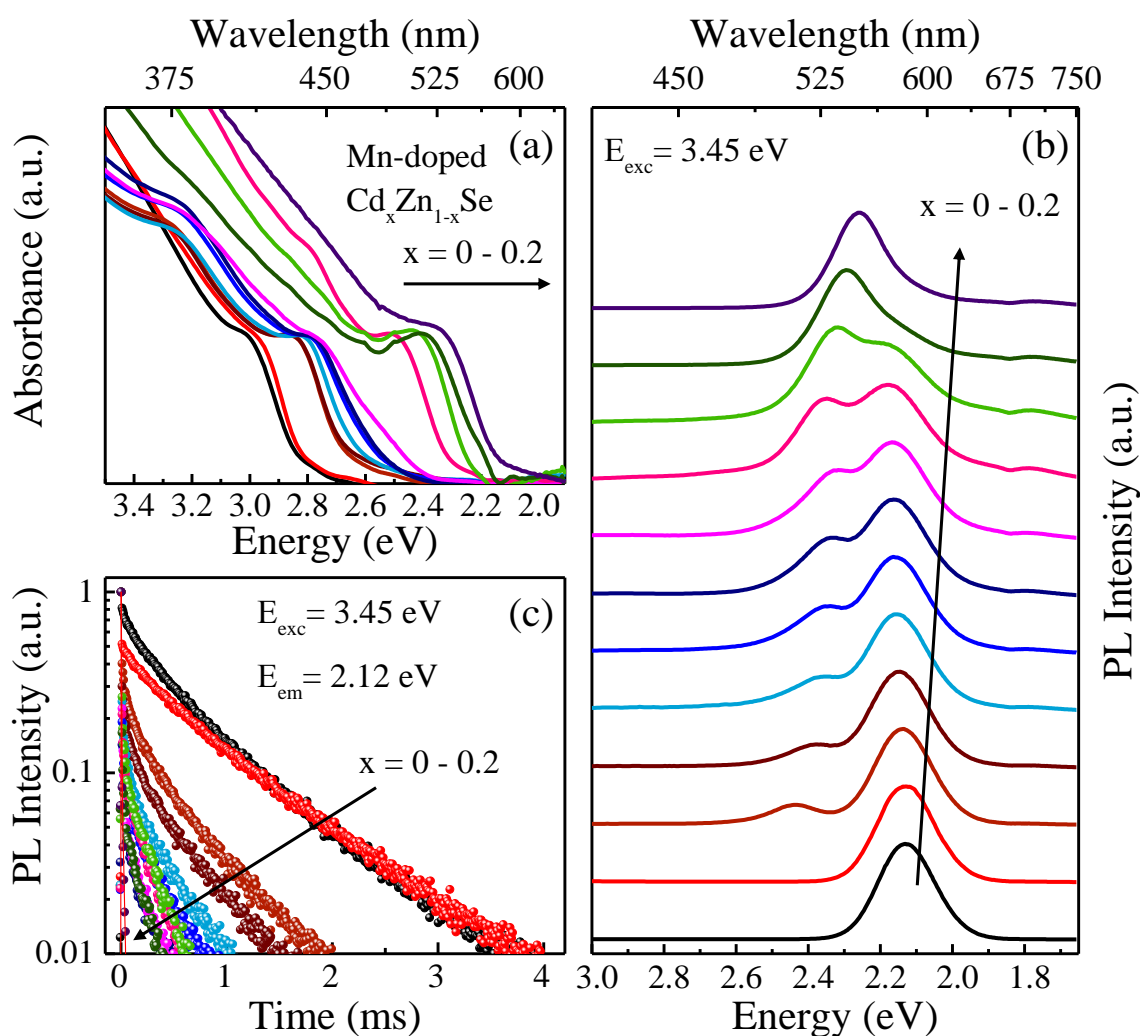 Wavelength (nm)
375 450 525 600
Absorbance (a.u.)
(a)
Mn-doped
CdₓZn₁₋ₓSe
x = 0 - 0.2
3.4 3.2 3.0 2.8 2.6 2.4 2.2 2.0
Energy (eV)
Wavelength (nm)
450 525 600 675 750
E_exc = 3.45 eV
(b)
x = 0 - 0.2
PL Intensity (a.u.)
3.0 2.8 2.6 2.4 2.2 2.0 1.8
Energy (eV)
PL Intensity (a.u.)
1
0.1
0.01
E_exc = 3.45 eV
(c)
E_em = 2.12 eV
x = 0 - 0.2
0 1 2 3 4
Time (ms)